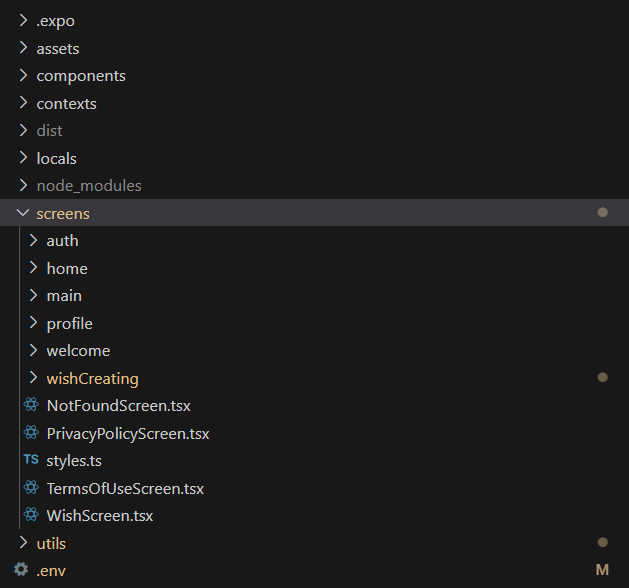 .expo
assets
components
contexts
dist
locals
node_modules
screens
auth
home
main
profile
welcome
wishCreating
NotFoundScreen.tsx
PrivacyPolicyScreen.tsx
TS styles.ts
TermsOfUseScreen.tsx
WishScreen.tsx
utils
.env M